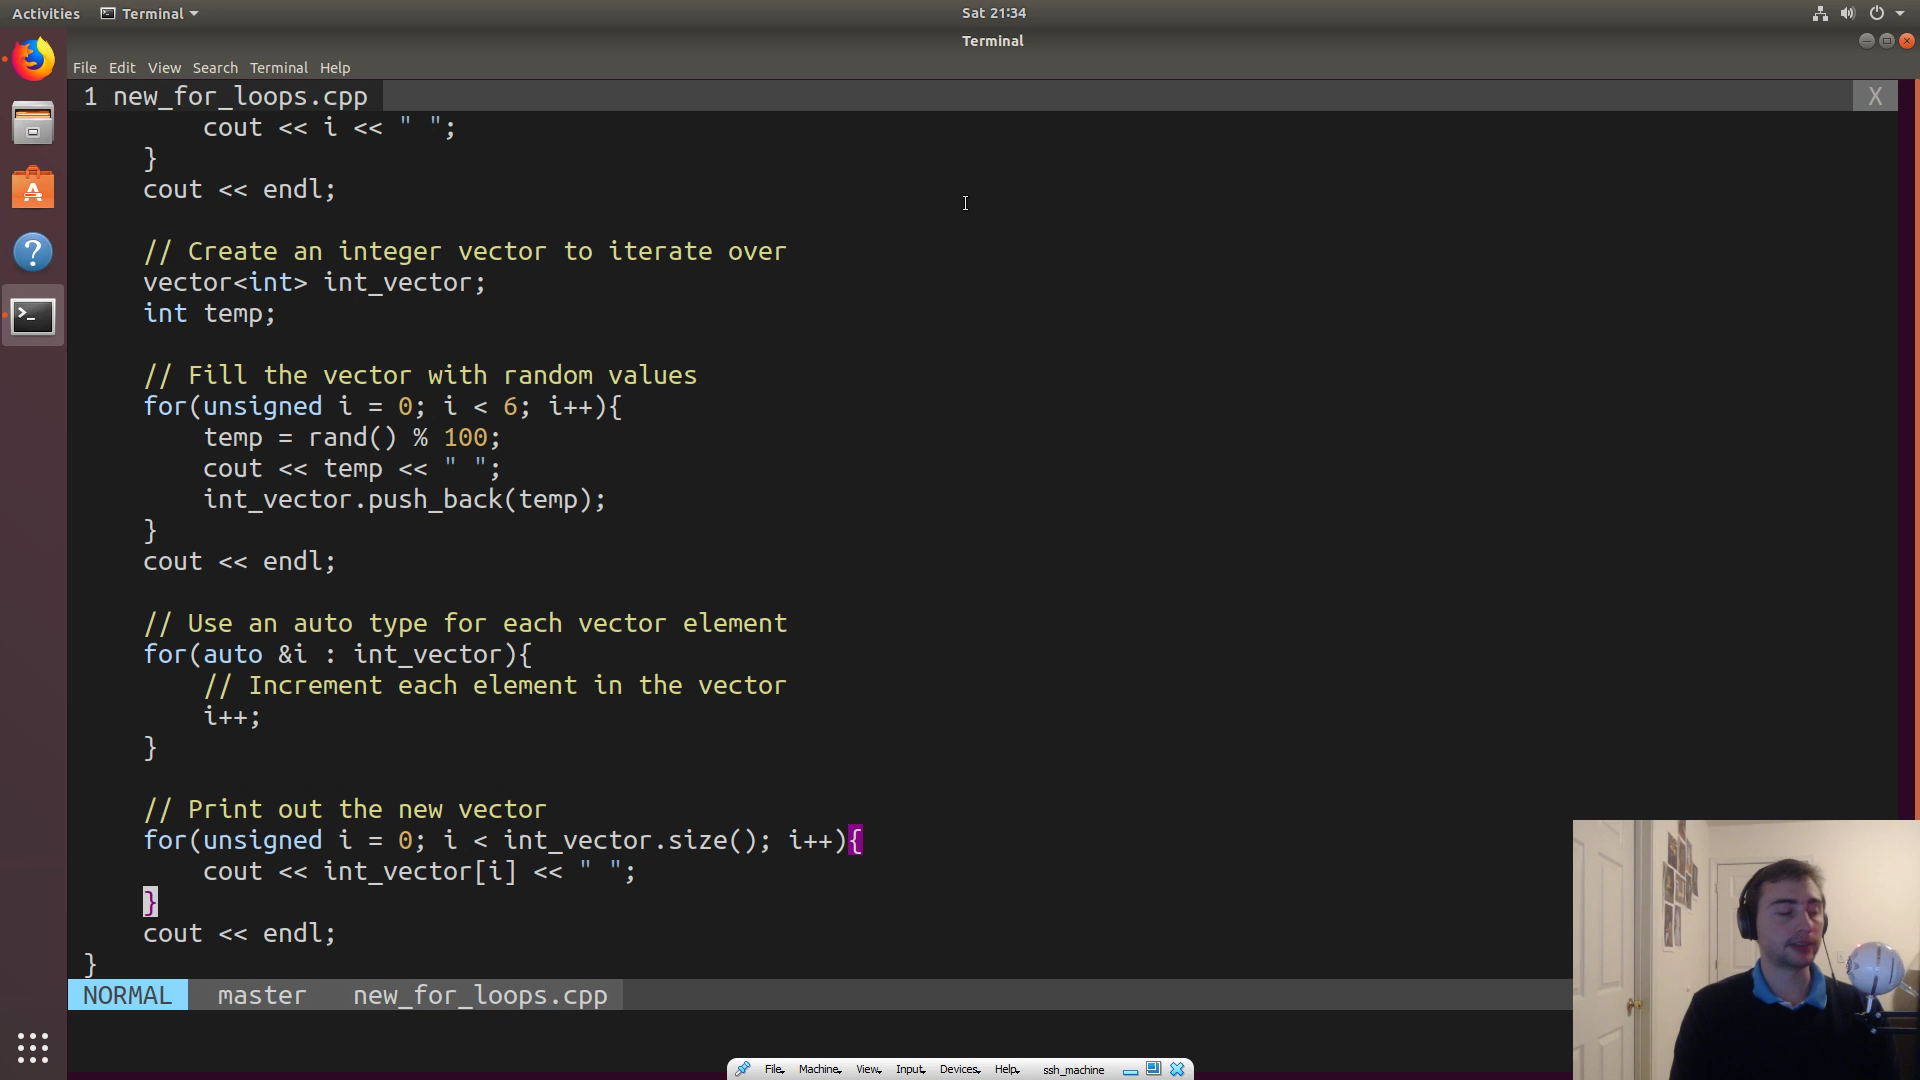 Activities Terminal Sat 21:34
Terminal
File Edit View Search Terminal Help
1 new_for_loops.cpp X
cout << i << " ";
}
cout << endl;
// Create an integer vector to iterate over
vector<int> int_vector;
int temp;
// Fill the vector with random values
for(unsigned i = 0; i < 6; i++){
temp = rand() % 100;
cout << temp << " ";
int_vector.push_back(temp);
}
cout << endl;
// Use an auto type for each vector element
for(auto &i : int_vector){
// Increment each element in the vector
i++;
}
// Print out the new vector
for(unsigned i = 0; i < int_vector.size(); i++){
cout << int_vector[i] << " ";
}
cout << endl;
}
NORMAL master new_for_loops.cpp
File Machine View Input Devices Help ssh_machine